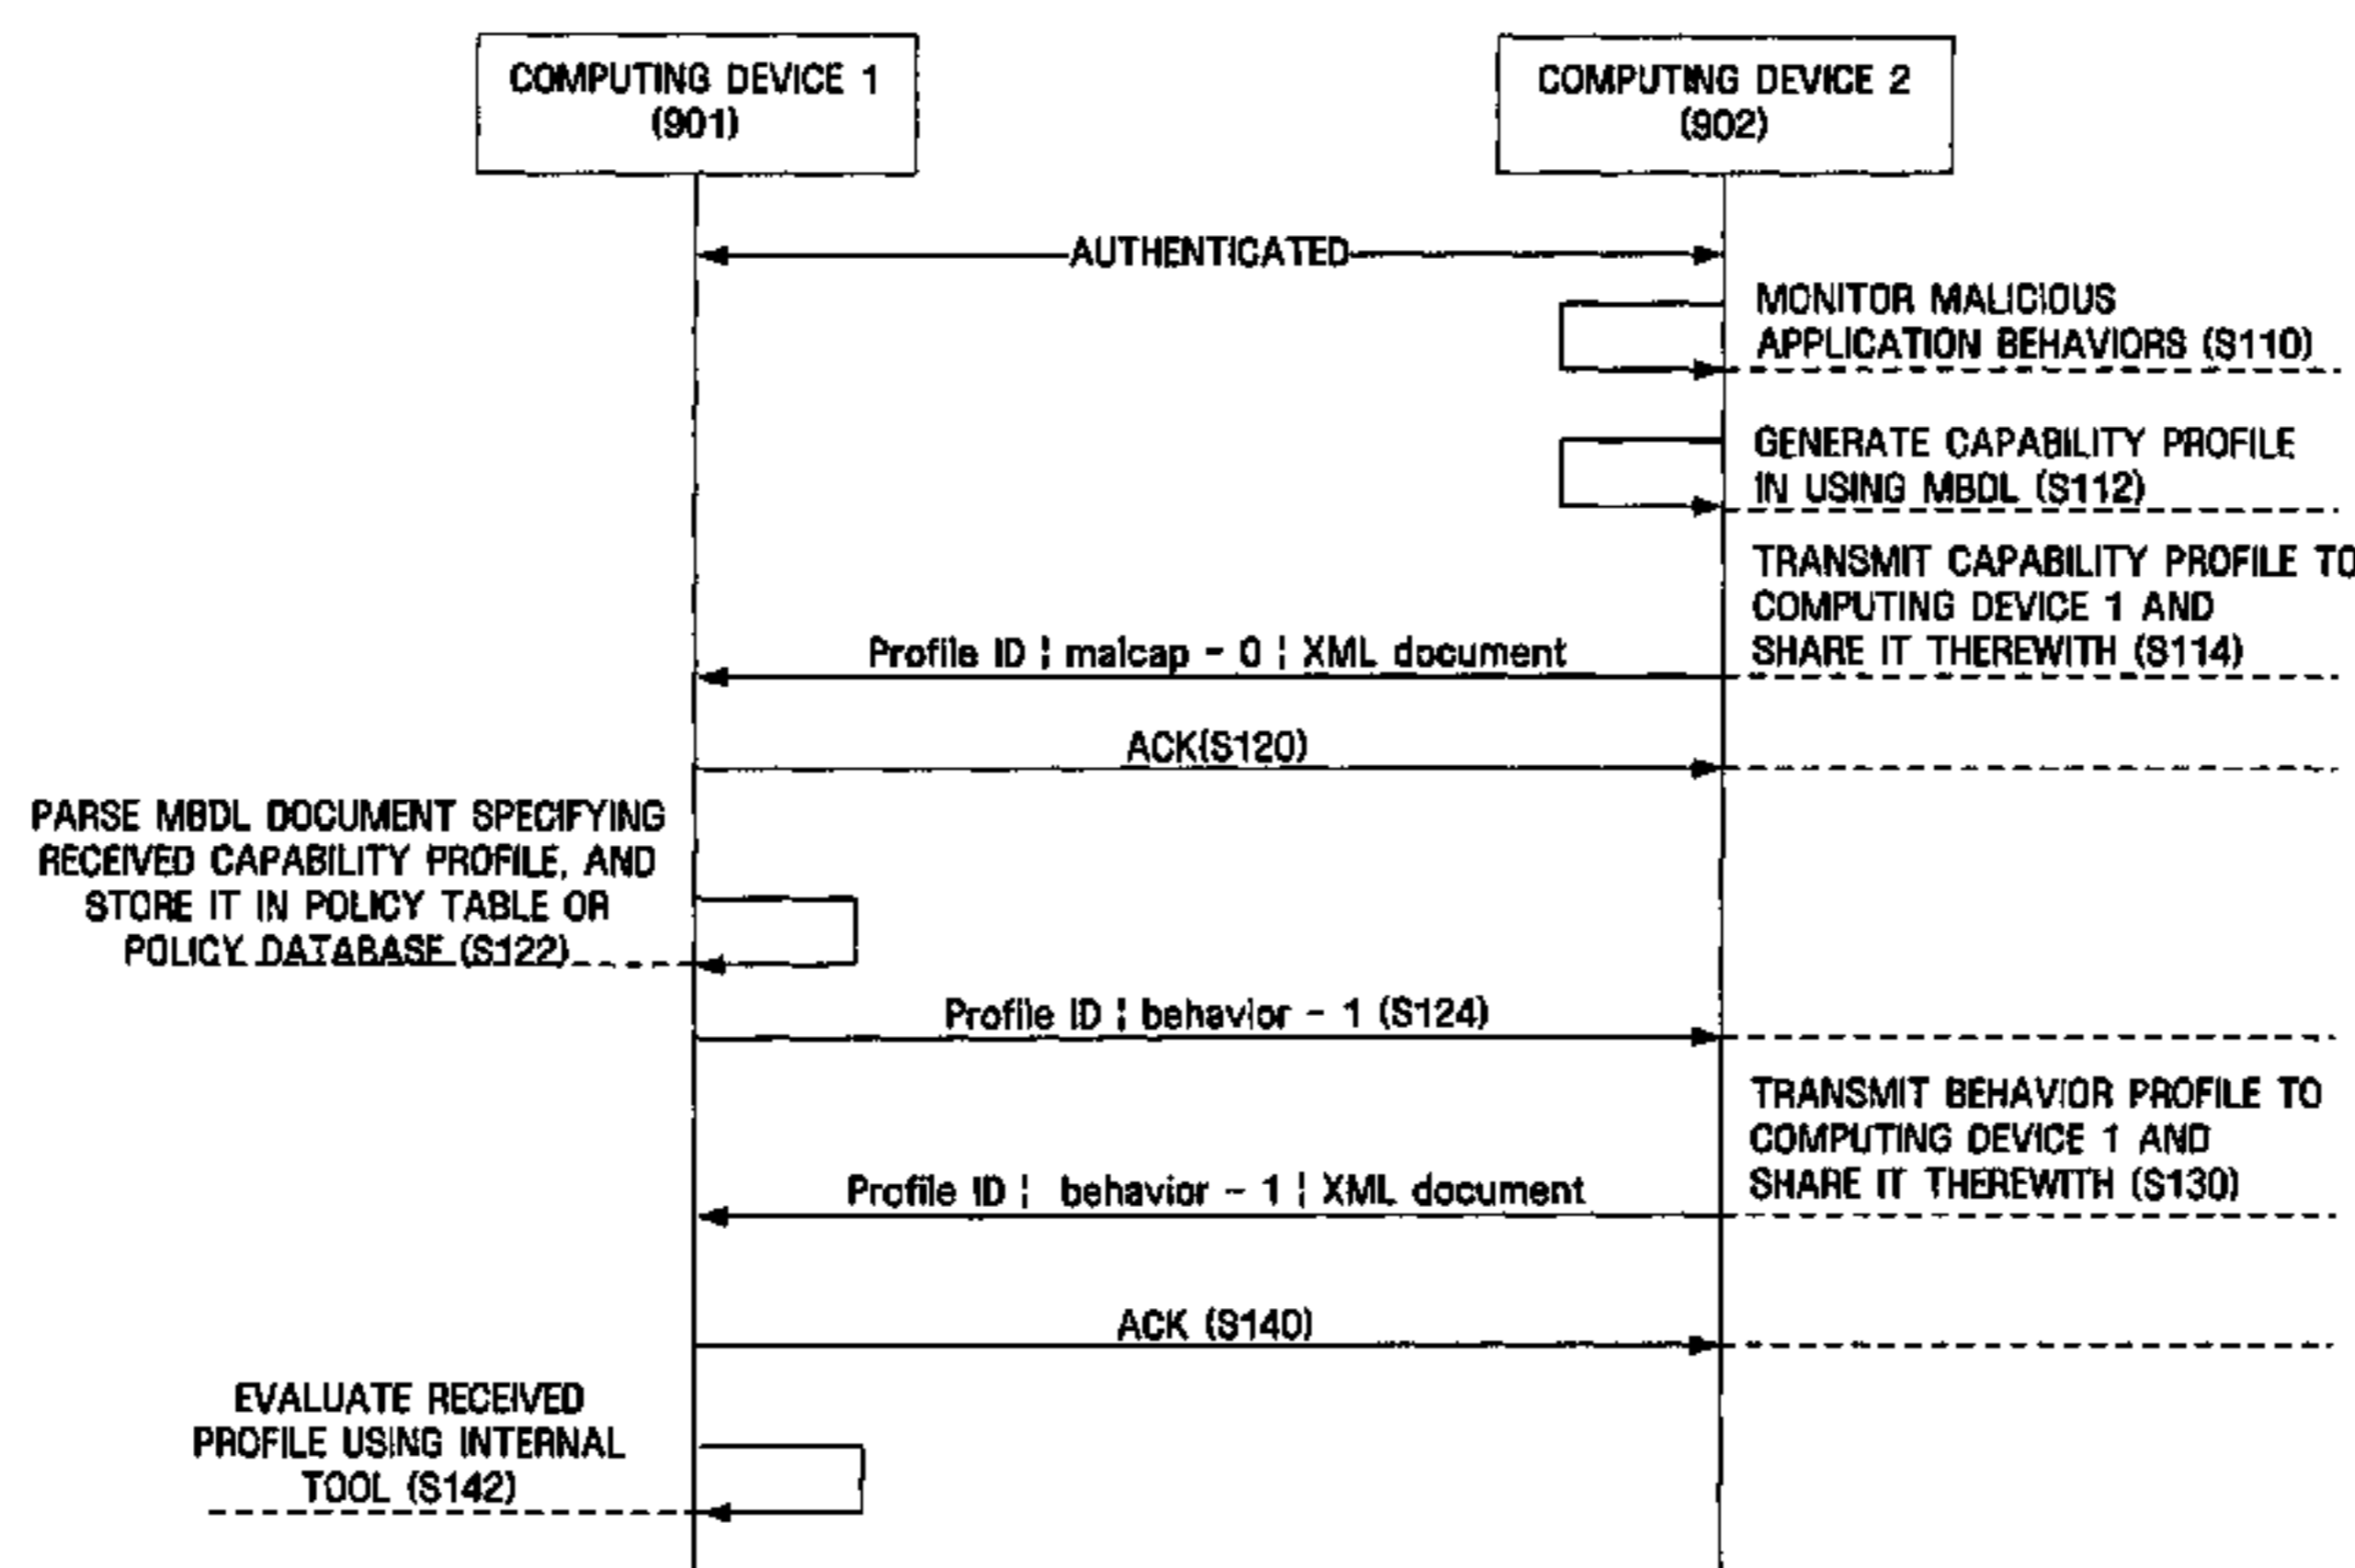 COMPUTING DEVICE 1
(901)
COMPUTING DEVICE 2
(902)
AUTHENTICATED
MONITOR MALICIOUS
APPLICATION BEHAVIORS (S110)
GENERATE CAPABILITY PROFILE
IN USING MBDL (S112)
TRANSMIT CAPABILITY PROFILE TO
COMPUTING DEVICE 1 AND
SHARE IT THEREWITH (S114)
Profile ID ¦ malcap - 0 ¦ XML document
ACK(S120)
PARSE MBDL DOCUMENT SPECIFYING
RECEIVED CAPABILITY PROFILE, AND
STORE IT IN POLICY TABLE OR
POLICY DATABASE (S122)
Profile ID ¦ behavior - 1 (S124)
TRANSMIT BEHAVIOR PROFILE TO
COMPUTING DEVICE 1 AND
SHARE IT THEREWITH (S130)
Profile ID ¦ behavior - 1 ¦ XML document
ACK (S140)
EVALUATE RECEIVED
PROFILE USING INTERNAL
TOOL (S142)